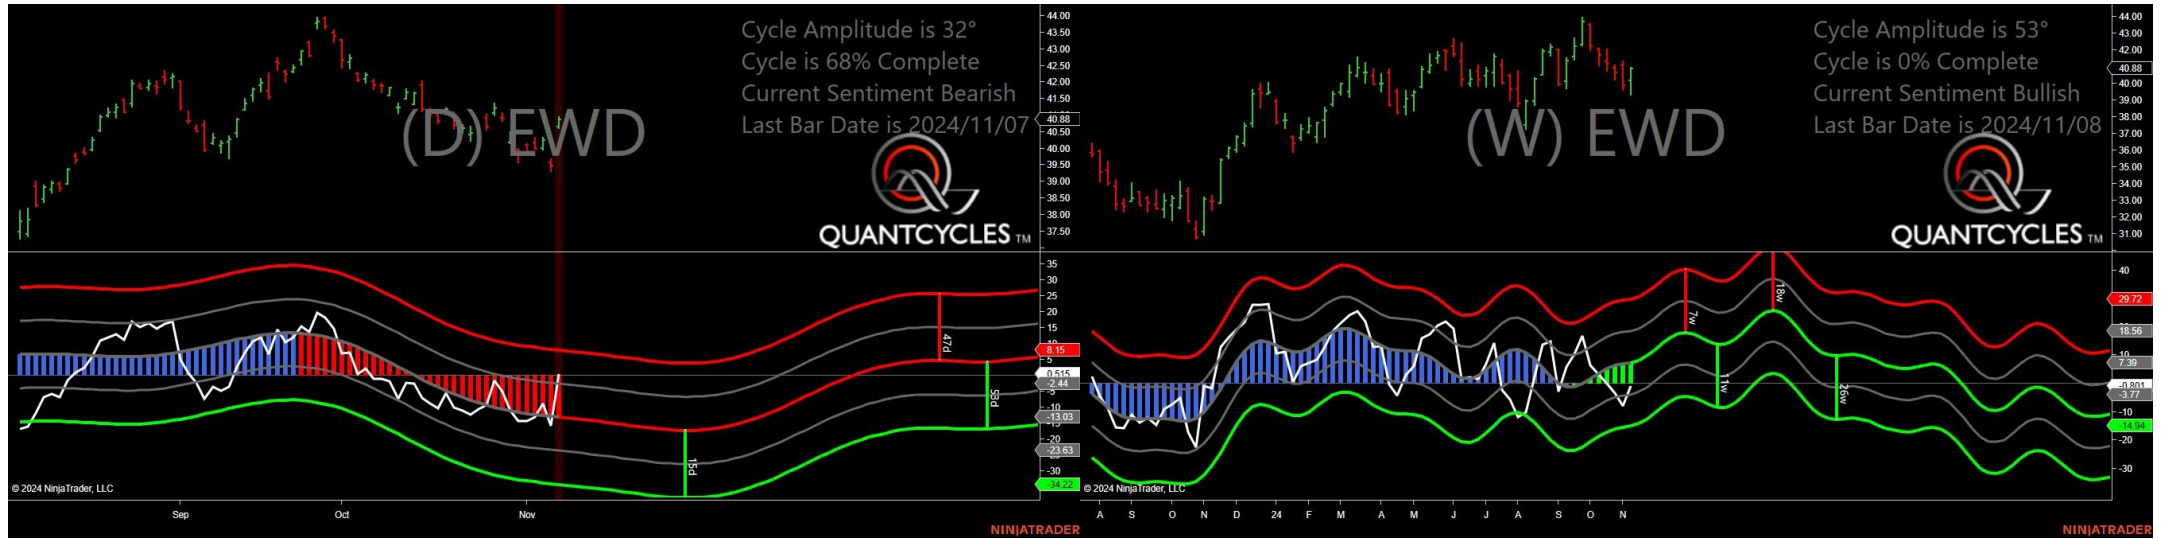 Cycle Amplitude is 32°
Cycle is 68% Complete
Current Sentiment Bearish
Last Bar Date is 2024/11/07
(D) EWD
QUANTCYCLES TM
44.00
43.50
43.00
42.50
42.00
41.50
40.88
40.50
40.00
39.50
39.00
38.50
38.00
37.50
35
30
25
20
15
8.15
5
0.515
-2.44
-5
-10
-13.03
-20
-23.63
-30
-34.22
47d
53d
15d
© 2024 NinjaTrader, LLC
Sep
Oct
Nov
NINJATRADER
Cycle Amplitude is 53°
Cycle is 0% Complete
Current Sentiment Bullish
Last Bar Date is 2024/11/08
(W) EWD
QUANTCYCLES TM
44.00
43.00
42.00
40.88
40.00
39.00
38.00
37.00
36.00
35.00
34.00
33.00
32.00
31.00
40
29.72
18.56
10
7.39
-0.801
-3.77
-10
-14.94
-20
-30
7w
18w
11w
26w
© 2024 NinjaTrader, LLC
A
S
O
N
D
24
F
M
A
M
J
J
A
S
O
N
NINJATRADER